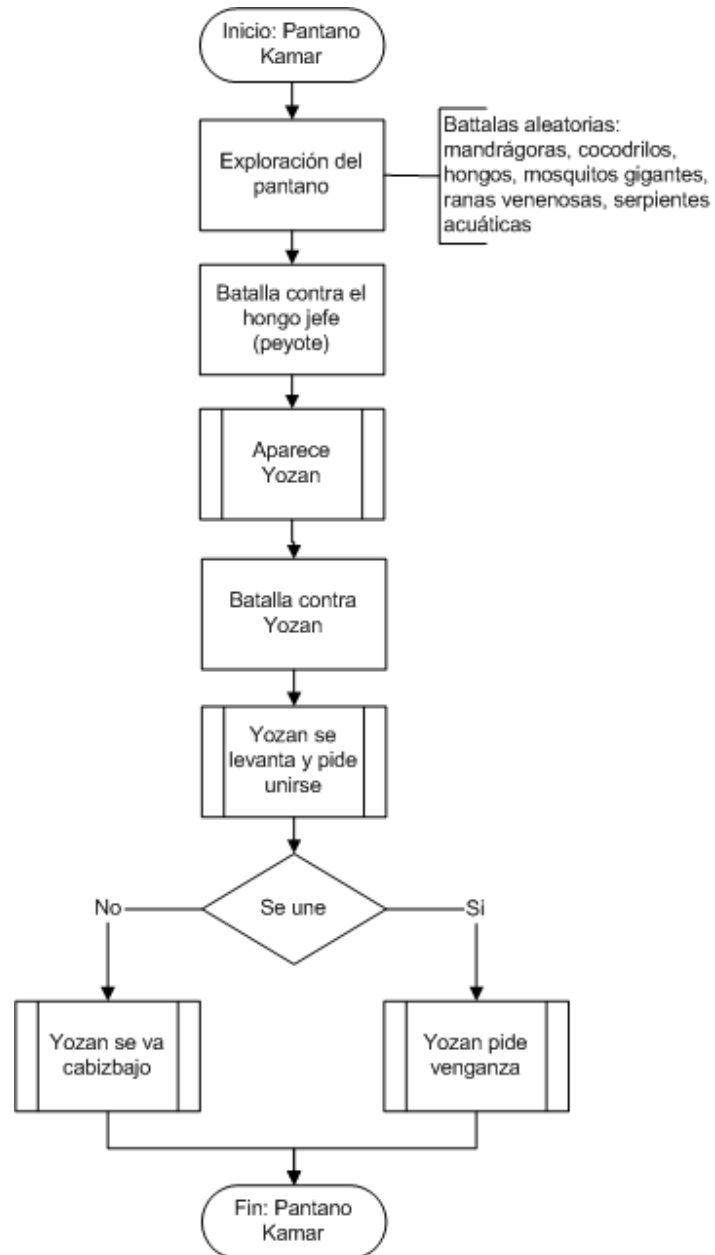 Inicio: Pantano
Kamar
Exploración del
pantano
Battalas aleatorias:
mandrágoras, cocodrilos,
hongos, mosquitos gigantes,
ranas venenosas, serpientes
acuáticas
Batalla contra el
hongo jefe
(peyote)
Aparece
Yozan
Batalla contra
Yozan
Yozan se
levanta y pide
unirse
Se une
No
Si
Yozan se va
cabizbajo
Yozan pide
venganza
Fin: Pantano
Kamar